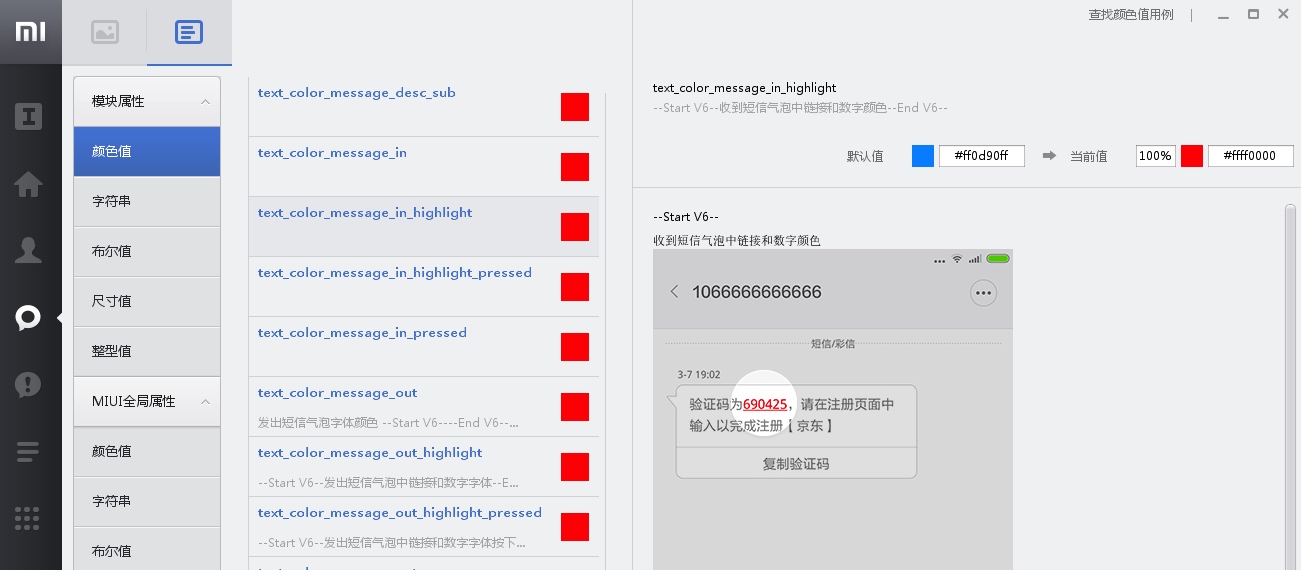 mi
查找颜色值用例
模块属性
颜色值
字符串
布尔值
尺寸值
整型值
MIUI全局属性
颜色值
字符串
布尔值
text_color_message_desc_sub
text_color_message_in
text_color_message_in_highlight
text_color_message_in_highlight_pressed
text_color_message_in_pressed
text_color_message_out
发出短信气泡字体颜色 --Start V6----End V6--...
text_color_message_out_highlight
--Start V6--发出短信气泡中链接和数字字体--E...
text_color_message_out_highlight_pressed
--Start V6--发出短信气泡中链接和数字字体按下...
text_color_message_in_highlight
--Start V6--收到短信气泡中链接和数字颜色--End V6--
默认值 #ff0d90ff 当前值 100% #ffff0000
--Start V6--
收到短信气泡中链接和数字颜色
1066666666666
短信/彩信
3-7 19:02
验证码为690425，请在注册页面中
输入以完成注册【京东】
复制验证码